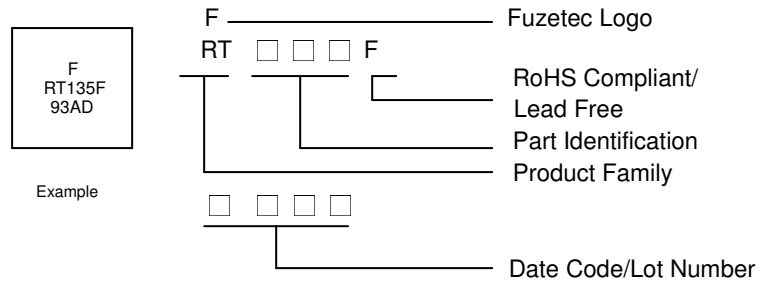 F
Fuzetec Logo
RT □ □ □ F
F
RT135F
93AD
RoHS Compliant/
Lead Free
Part Identification
Product Family
Example
□ □ □ □
Date Code/Lot Number